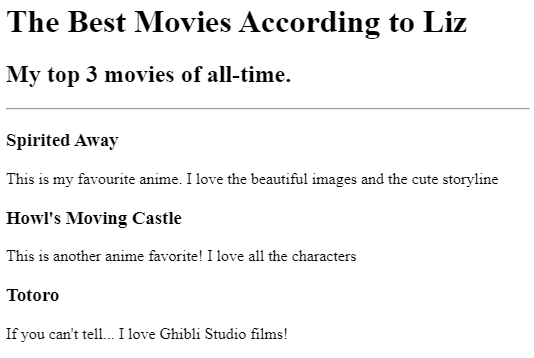 The Best Movies According to Liz
My top 3 movies of all-time.
Spirited Away
This is my favourite anime. I love the beautiful images and the cute storyline
Howl's Moving Castle
This is another anime favorite! I love all the characters
Totoro
If you can't tell... I love Ghibli Studio films!